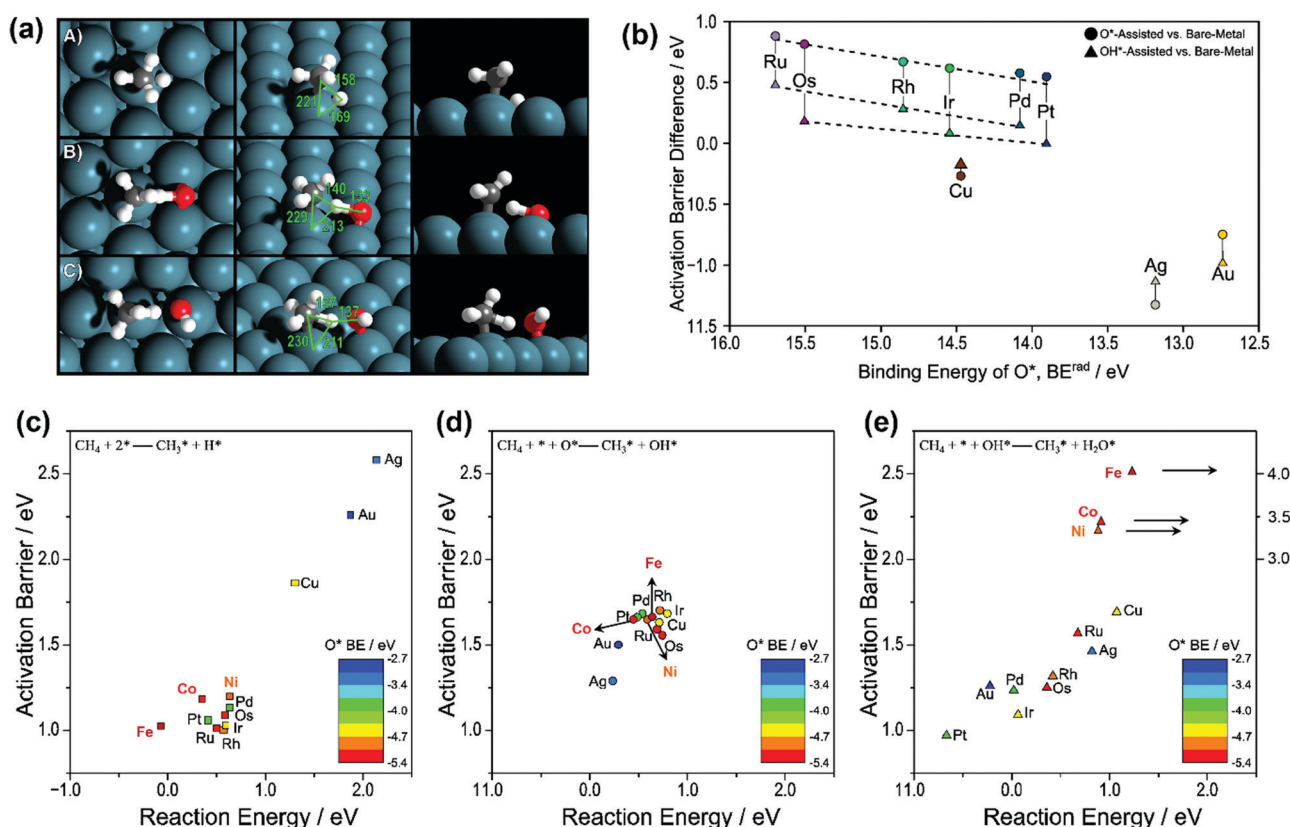 (a)
A)
158
221
169
B)
140
133
229
213
C)
137
137
230
211
(b)
Activation Barrier Difference / eV
1.0
0.5
0.0
10.5
−1.0
11.5
O*-Assisted vs. Bare-Metal
OH*-Assisted vs. Bare-Metal
Ru
Os
Rh
Ir
Pd
Pt
Cu
Ag
Au
16.0 15.5 15.0 14.5 14.0 13.5 13.0 12.5
Binding Energy of O*, BErad / eV
(c)
CH4 + 2* — CH3* + H*
Activation Barrier / eV
2.5
2.0
1.5
1.0
Ag
Au
Cu
Co
Ni
Pd
Fe
Pt
Os
Ir
Ru
Rh
O* BE / eV
-2.7
-3.4
-4.0
-4.7
-5.4
−1.0 0.0 1.0 2.0
Reaction Energy / eV
(d)
CH4 + * + O* — CH3* + OH*
Activation Barrier / eV
2.5
2.0
1.5
1.0
Fe
Pd
Rh
Pt
Ir
Co
Cu
Au
Ru
Os
Ni
Ag
O* BE / eV
-2.7
-3.4
-4.0
-4.7
-5.4
11.0 0.0 1.0 2.0
Reaction Energy / eV
(e)
CH4 + * + OH* — CH3* + H2O*
Activation Barrier / eV
2.5
2.0
1.5
1.0
4.0
3.5
3.0
Fe
Co
Ni
Cu
Ru
Ag
Rh
Au
Pd
Os
Ir
Pt
O* BE / eV
-2.7
-3.4
-4.0
-4.7
-5.4
11.0 0.0 1.0 2.0
Reaction Energy / eV